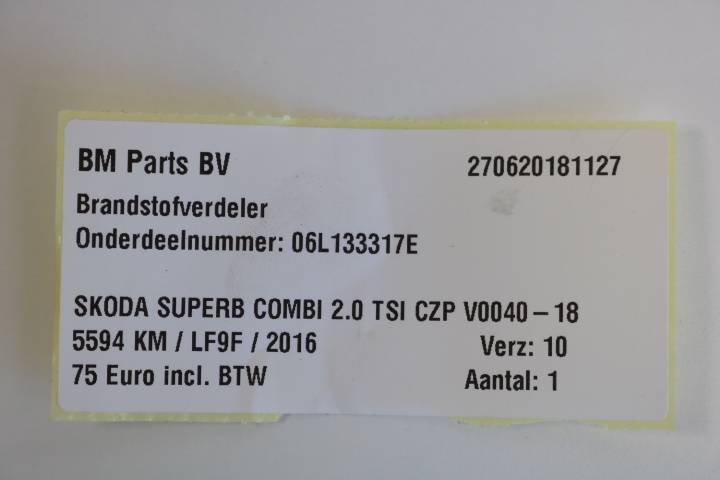 BM Parts BV 270620181127
Brandstofverdeler
Onderdeelnummer: 06L133317E
SKODA SUPERB COMBI 2.0 TSI CZP V0040-18
5594 KM / LF9F / 2016 Verz: 10
75 Euro incl. BTW Aantal: 1